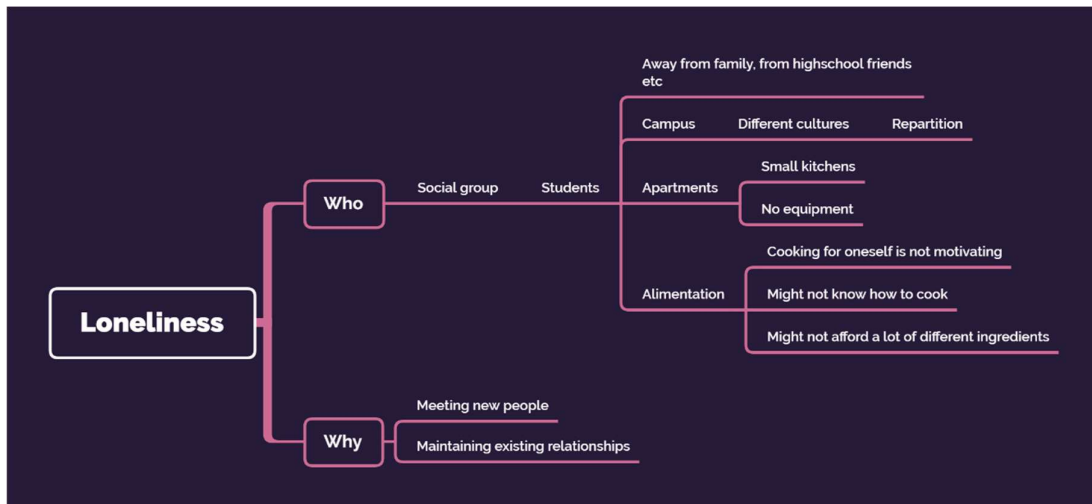 Loneliness
Who
Social group
Students
Away from family, from highschool friends
etc
Campus
Different cultures
Repartition
Apartments
Small kitchens
No equipment
Alimentation
Cooking for oneself is not motivating
Might not know how to cook
Might not afford a lot of different ingredients
Why
Meeting new people
Maintaining existing relationships